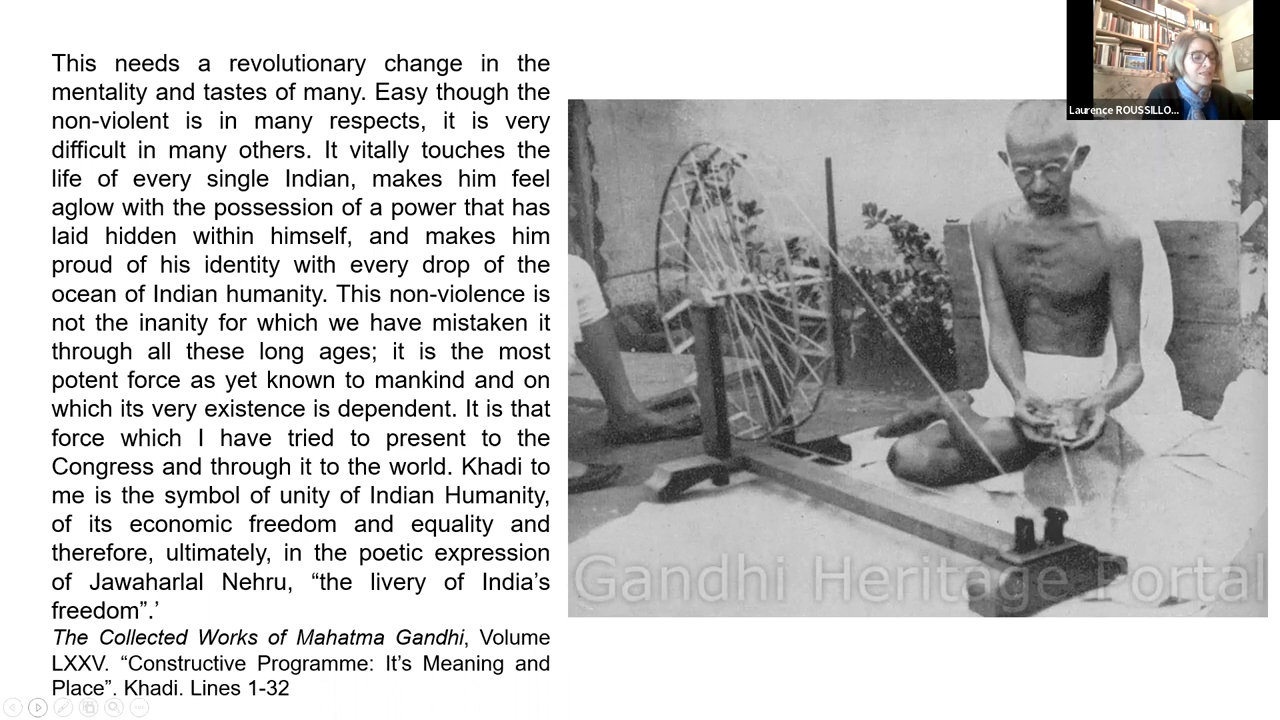 This needs a revolutionary change in the
mentality and tastes of many. Easy though the
non-violent is in many respects, it is very
difficult in many others. It vitally touches the
life of every single Indian, makes him feel
aglow with the possession of a power that has
laid hidden within himself, and makes him
proud of his identity with every drop of the
ocean of Indian humanity. This non-violence is
not the inanity for which we have mistaken it
through all these long ages; it is the most
potent force as yet known to mankind and on
which its very existence is dependent. It is that
force which I have tried to present to the
Congress and through it to the world. Khadi to
me is the symbol of unity of Indian Humanity,
of its economic freedom and equality and
therefore, ultimately, in the poetic expression
of Jawaharlal Nehru, “the livery of India’s
freedom”.’
The Collected Works of Mahatma Gandhi, Volume
LXXV. “Constructive Programme: It’s Meaning and
Place”. Khadi. Lines 1-32
Laurence ROUSSILLO...
Gandhi Heritage Portal